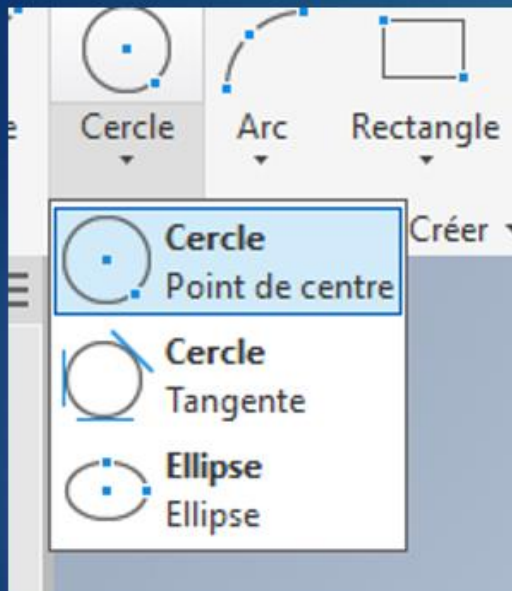 Cercle
Arc
Rectangle
Créer
Cercle
Point de centre
Cercle
Tangente
Ellipse
Ellipse